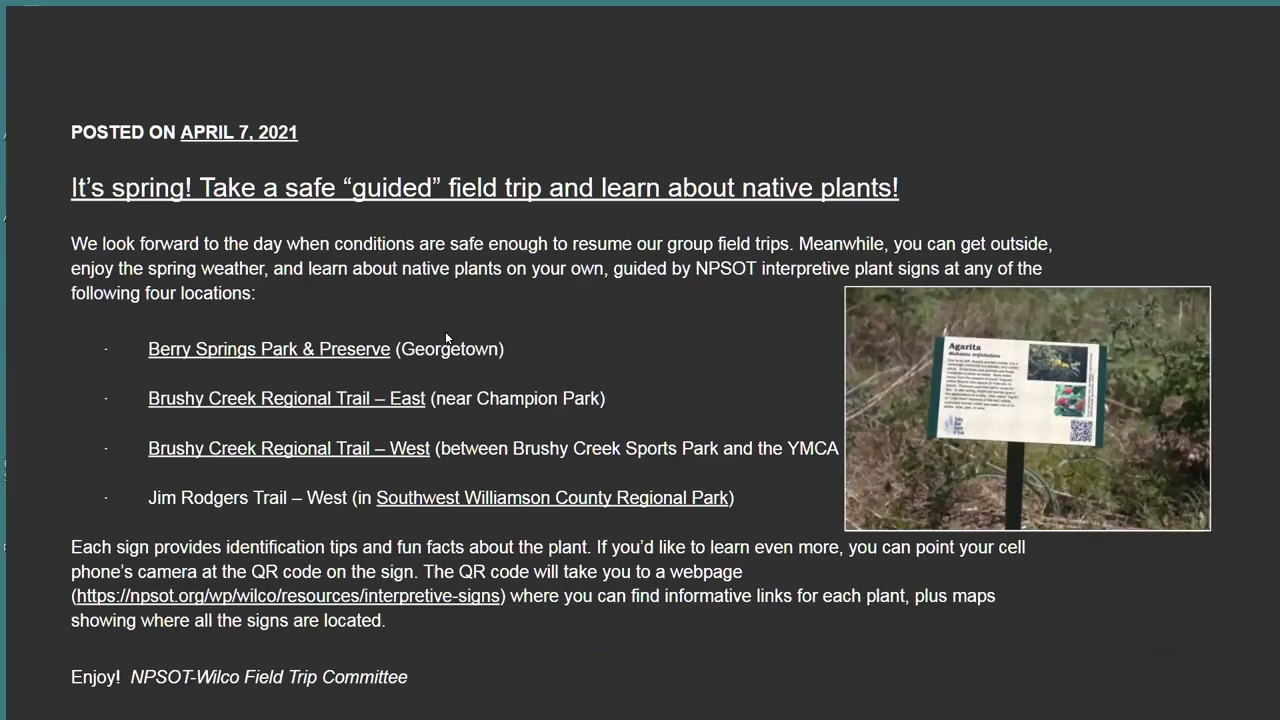 POSTED ON APRIL 7, 2021
It’s spring! Take a safe “guided” field trip and learn about native plants!
We look forward to the day when conditions are safe enough to resume our group field trips. Meanwhile, you can get outside,
enjoy the spring weather, and learn about native plants on your own, guided by NPSOT interpretive plant signs at any of the
following four locations:
· Berry Springs Park & Preserve (Georgetown)
· Brushy Creek Regional Trail – East (near Champion Park)
· Brushy Creek Regional Trail – West (between Brushy Creek Sports Park and the YMCA
· Jim Rodgers Trail – West (in Southwest Williamson County Regional Park)
Agarita
Each sign provides identification tips and fun facts about the plant. If you’d like to learn even more, you can point your cell
phone’s camera at the QR code on the sign. The QR code will take you to a webpage
(https://npsot.org/wp/wilco/resources/interpretive-signs) where you can find informative links for each plant, plus maps
showing where all the signs are located.
Enjoy! NPSOT-Wilco Field Trip Committee